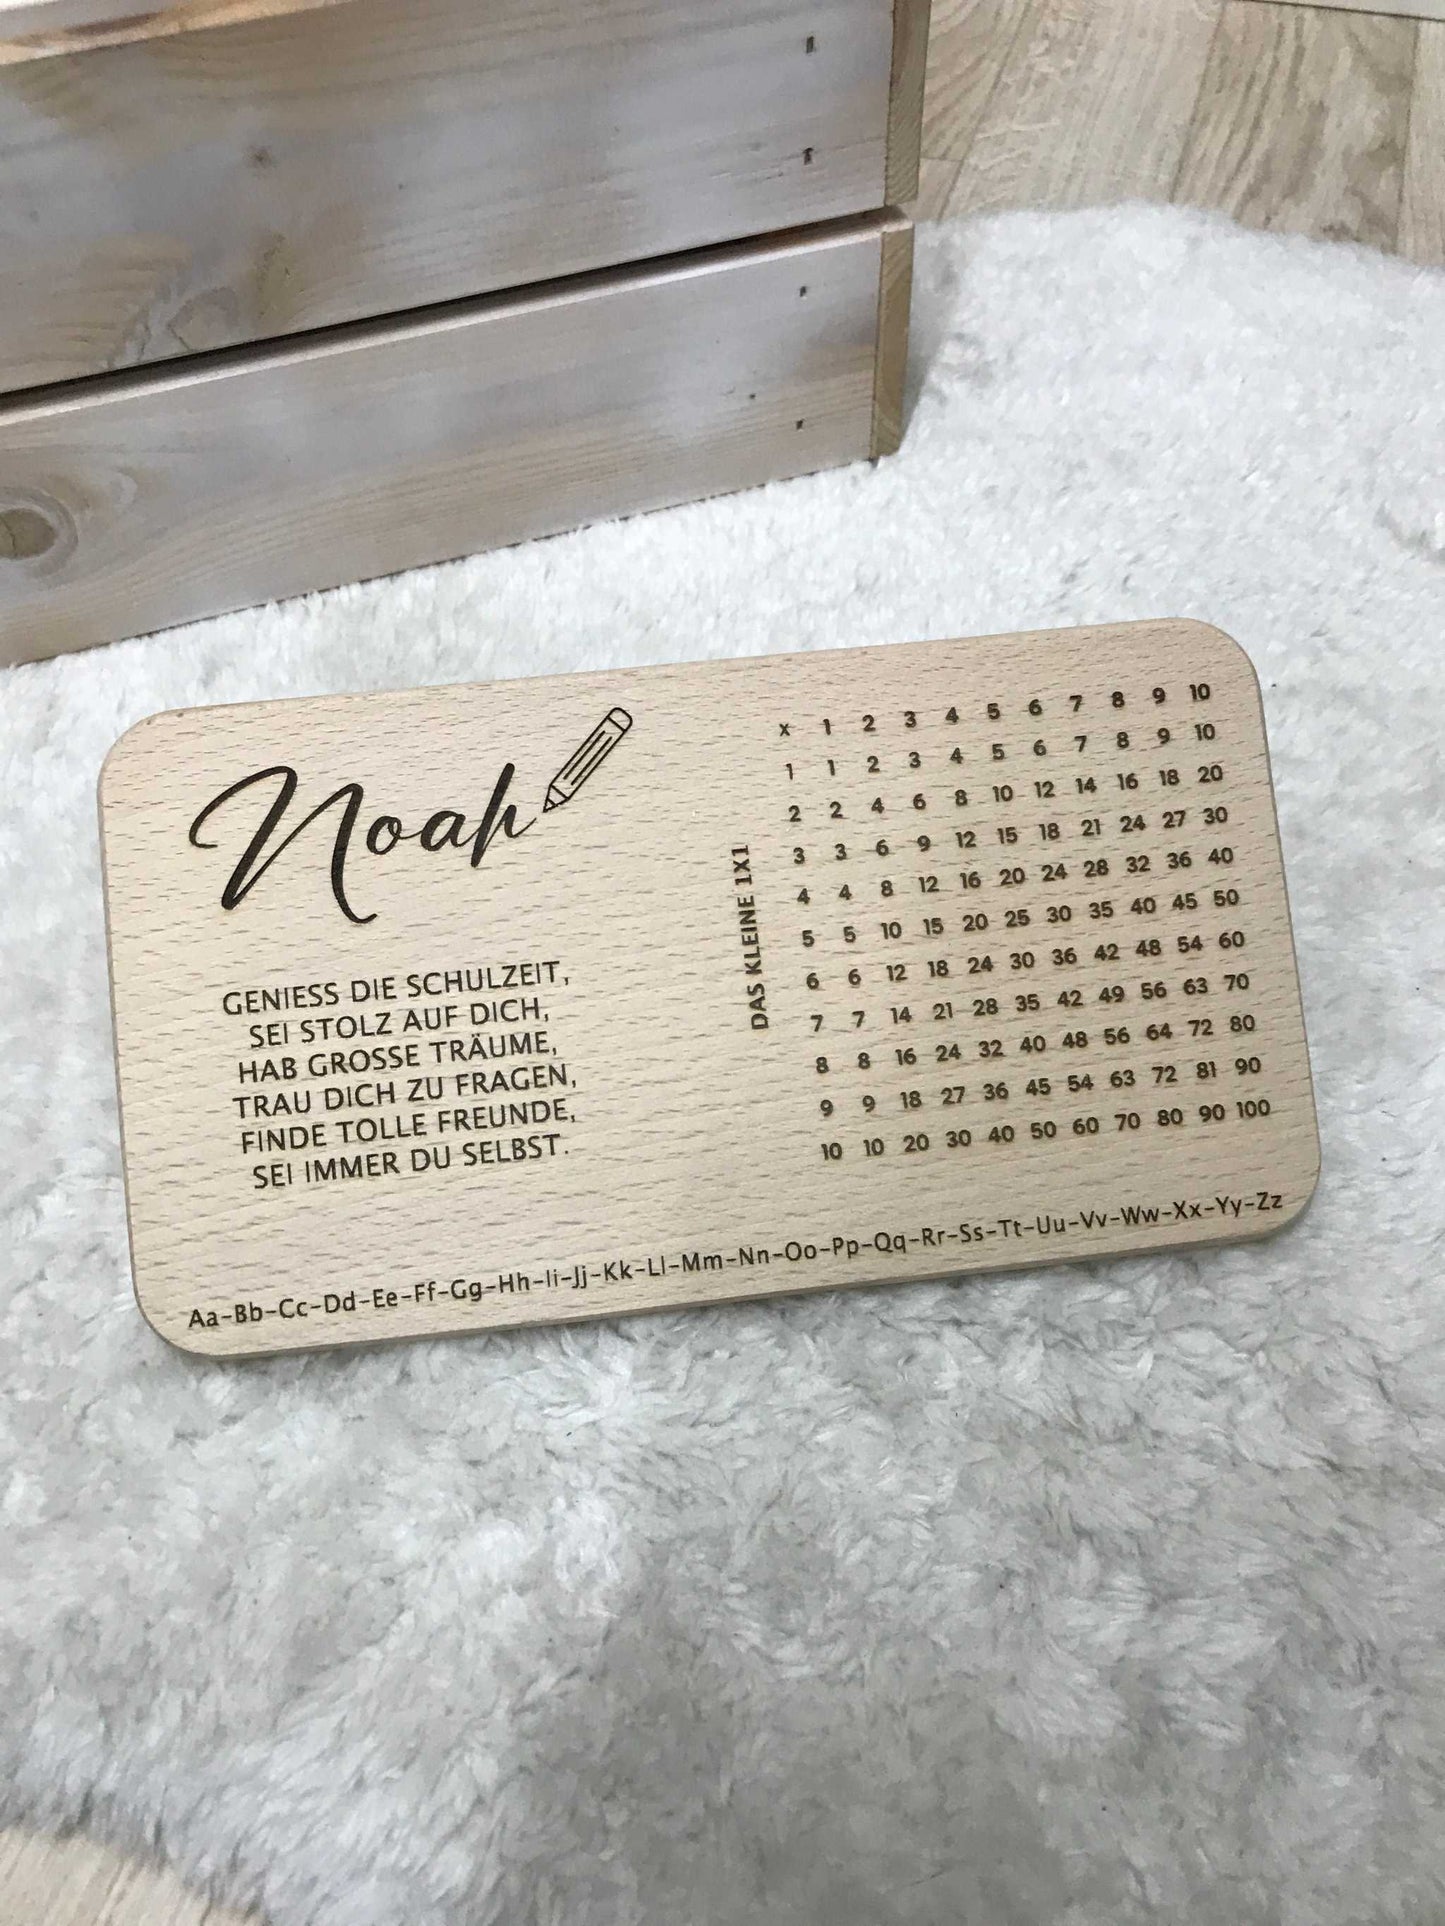 Noah
GENIESS DIE SCHULZEIT,
SEI STOLZ AUF DICH,
HAB GROSSE TRÄUME,
TRAU DICH ZU FRAGEN,
FINDE TOLLE FREUNDE,
SEI IMMER DU SELBST.
DAS KLEINE 1X1
x 1 2 3 4 5 6 7 8 9 10
1 1 2 3 4 5 6 7 8 9 10
2 2 4 6 8 10 12 14 16 18 20
3 3 6 9 12 15 18 21 24 27 30
4 4 8 12 16 20 24 28 32 36 40
5 5 10 15 20 25 30 35 40 45 50
6 6 12 18 24 30 36 42 48 54 60
7 7 14 21 28 35 42 49 56 63 70
8 8 16 24 32 40 48 56 64 72 80
9 9 18 27 36 45 54 63 72 81 90
10 10 20 30 40 50 60 70 80 90 100
Aa-Bb-Cc-Dd-Ee-Ff-Gg-Hh-Ii-Jj-Kk-Ll-Mm-Nn-Oo-Pp-Qq-Rr-Ss-Tt-Uu-Vv-Ww-Xx-Yy-Zz